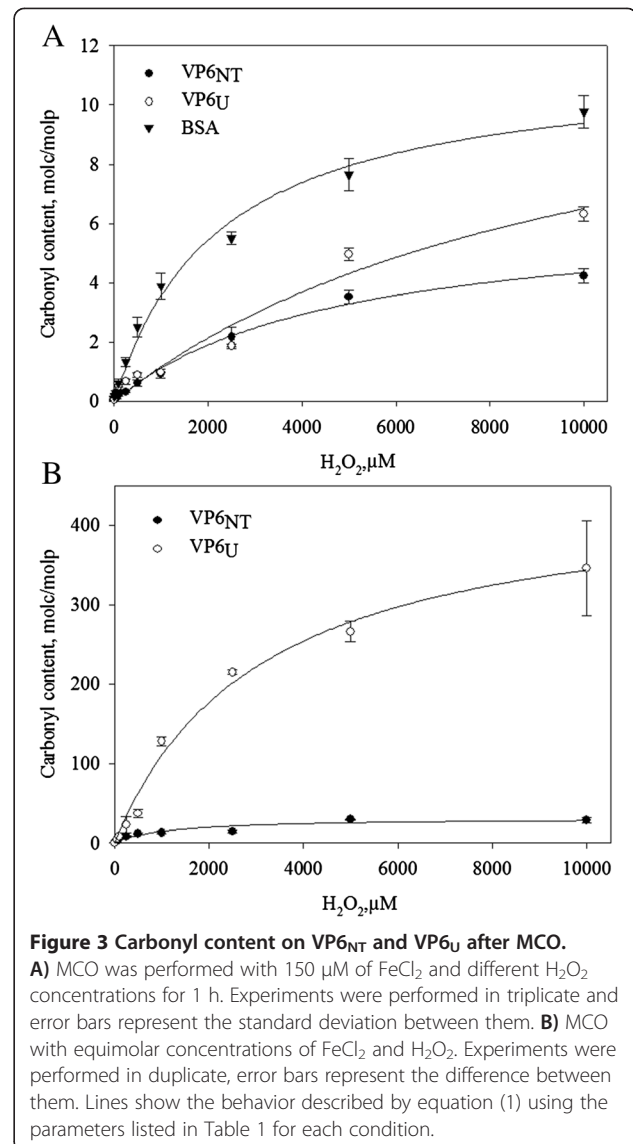 A
12
10
8
6
4
2
0
Carbonyl content, molc/molp
VP6NT
VP6U
BSA
0 2000 4000 6000 8000 10000
H₂O₂,µM
B
400
300
200
100
0
Carbonyl content, molc/molp
VP6NT
VP6U
0 2000 4000 6000 8000 10000
H₂O₂,µM
Figure 3 Carbonyl content on VP6NT and VP6U after MCO.
A) MCO was performed with 150 µM of FeCl₂ and different H₂O₂
concentrations for 1 h. Experiments were performed in triplicate and
error bars represent the standard deviation between them. B) MCO
with equimolar concentrations of FeCl₂ and H₂O₂. Experiments were
performed in duplicate, error bars represent the difference between
them. Lines show the behavior described by equation (1) using the
parameters listed in Table 1 for each condition.